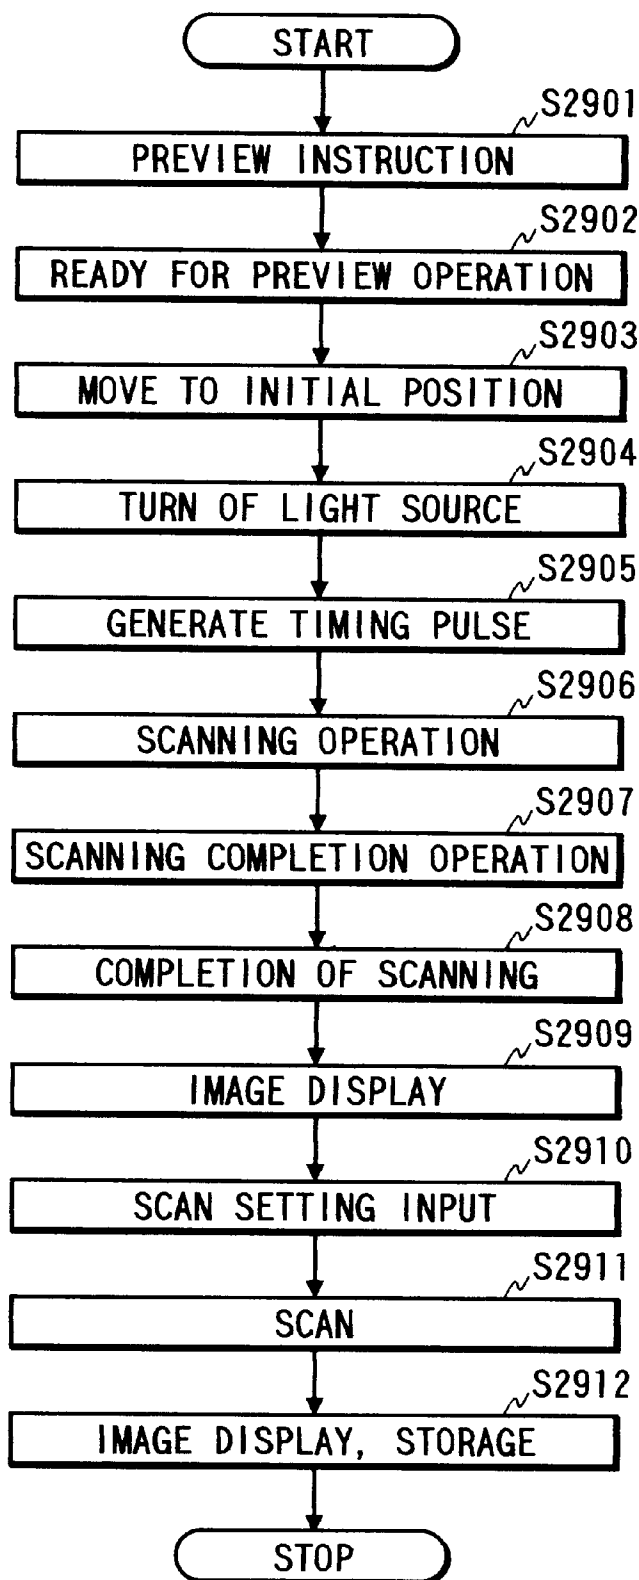 START
S2901
PREVIEW INSTRUCTION
S2902
READY FOR PREVIEW OPERATION
S2903
MOVE TO INITIAL POSITION
S2904
TURN OF LIGHT SOURCE
S2905
GENERATE TIMING PULSE
S2906
SCANNING OPERATION
S2907
SCANNING COMPLETION OPERATION
S2908
COMPLETION OF SCANNING
S2909
IMAGE DISPLAY
S2910
SCAN SETTING INPUT
S2911
SCAN
S2912
IMAGE DISPLAY, STORAGE
STOP